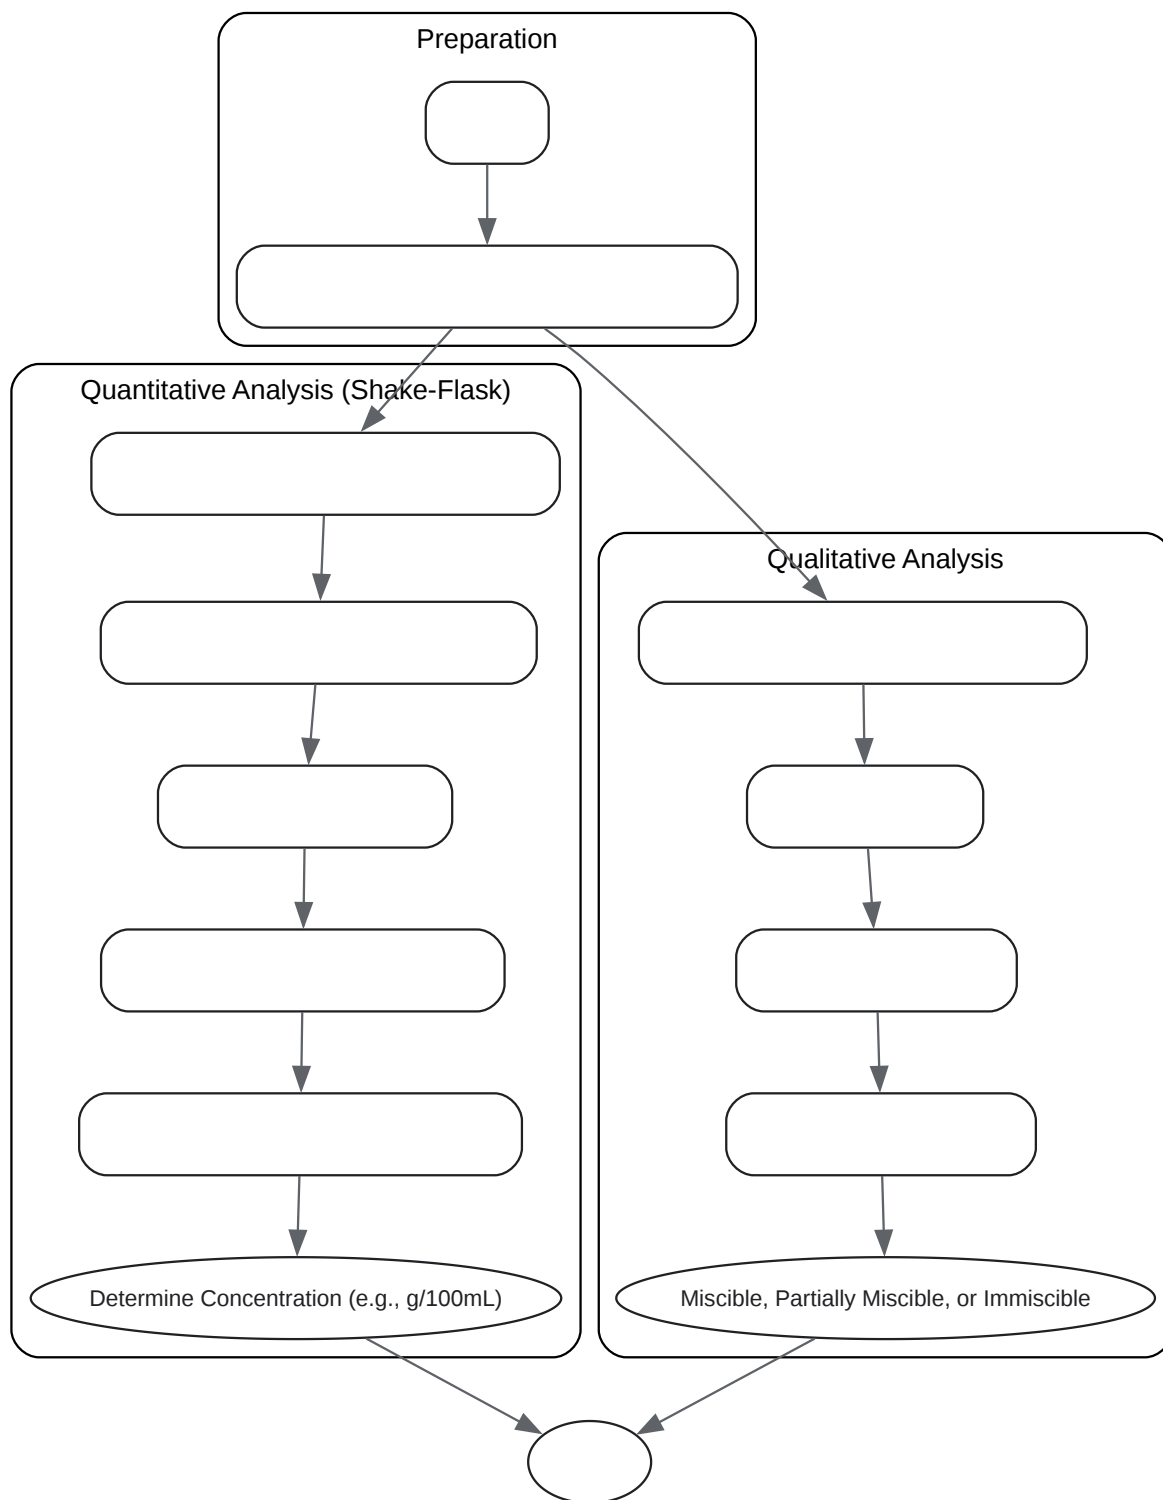 Preparation
Quantitative Analysis (Shake-Flask)
Qualitative Analysis
Determine Concentration (e.g., g/100mL)
Miscible, Partially Miscible, or Immiscible